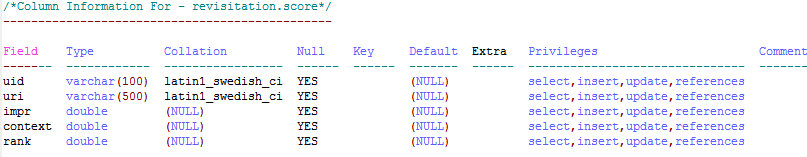 /*Column Information For - revisitation.score*/
----------------------------------------------
Field Type Collation Null Key Default Extra Privileges Comment
------- ------------ ----------------- ------ ------ ------- ------ ------------------------------- -------
uid varchar(100) latin1_swedish_ci YES (NULL) select,insert,update,references
uri varchar(500) latin1_swedish_ci YES (NULL) select,insert,update,references
impr double (NULL) YES (NULL) select,insert,update,references
context double (NULL) YES (NULL) select,insert,update,references
rank double (NULL) YES (NULL) select,insert,update,references